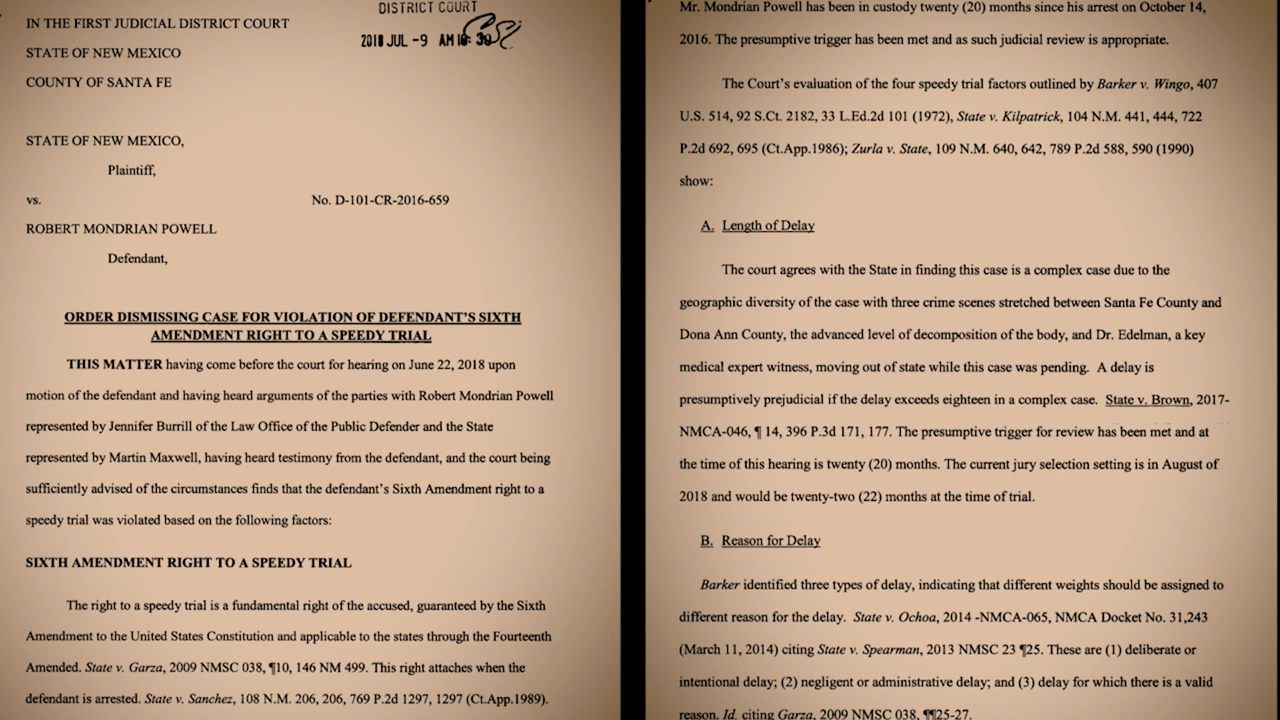 IN THE FIRST JUDICIAL DISTRICT COURT
STATE OF NEW MEXICO
COUNTY OF SANTA FE
DISTRICT COURT
2018 JUL -9 AM
STATE OF NEW MEXICO,
Plaintiff,
vs.
No. D-101-CR-2016-659
ROBERT MONDRIAN POWELL
Defendant,
ORDER DISMISSING CASE FOR VIOLATION OF DEFENDANT'S SIXTH
AMENDMENT RIGHT TO A SPEEDY TRIAL
THIS MATTER having come before the court for hearing on June 22, 2018 upon
motion of the defendant and having heard arguments of the parties with Robert Mondrian Powell
represented by Jennifer Burrill of the Law Office of the Public Defender and the State
represented by Martin Maxwell, having heard testimony from the defendant, and the court being
sufficiently advised of the circumstances finds that the defendant's Sixth Amendment right to a
speedy trial was violated based on the following factors:
SIXTH AMENDMENT RIGHT TO A SPEEDY TRIAL
The right to a speedy trial is a fundamental right of the accused, guaranteed by the Sixth
Amendment to the United States Constitution and applicable to the states through the Fourteenth
Amended. State v. Garza, 2009 NMSC 038, ¶10, 146 NM 499. This right attaches when the
defendant is arrested. State v. Sanchez, 108 N.M. 206, 206, 769 P.2d 1297, 1297 (Ct.App.1989).
Mr. Mondrian Powell has been in custody twenty (20) months since his arrest on October 14,
2016. The presumptive trigger has been met and as such judicial review is appropriate.
The Court's evaluation of the four speedy trial factors outlined by Barker v. Wingo, 407
U.S. 514, 92 S.Ct. 2182, 33 L.Ed.2d 101 (1972), State v. Kilpatrick, 104 N.M. 441, 444, 722
P.2d 692, 695 (Ct.App.1986); Zurla v. State, 109 N.M. 640, 642, 789 P.2d 588, 590 (1990)
show:
A. Length of Delay
The court agrees with the State in finding this case is a complex case due to the
geographic diversity of the case with three crime scenes stretched between Santa Fe County and
Dona Ann County, the advanced level of decomposition of the body, and Dr. Edelman, a key
medical expert witness, moving out of state while this case was pending. A delay is
presumptively prejudicial if the delay exceeds eighteen in a complex case. State v. Brown, 2017-
NMCA-046, ¶ 14, 396 P.3d 171, 177. The presumptive trigger for review has been met and at
the time of this hearing is twenty (20) months. The current jury selection setting is in August of
2018 and would be twenty-two (22) months at the time of trial.
B. Reason for Delay
Barker identified three types of delay, indicating that different weights should be assigned to
different reason for the delay. State v. Ochoa, 2014 -NMCA-065, NMCA Docket No. 31,243
(March 11, 2014) citing State v. Spearman, 2013 NMSC 23 ¶25. These are (1) deliberate or
intentional delay; (2) negligent or administrative delay; and (3) delay for which there is a valid
reason. Id. citing Garza, 2009 NMSC 038, ¶¶25-27.